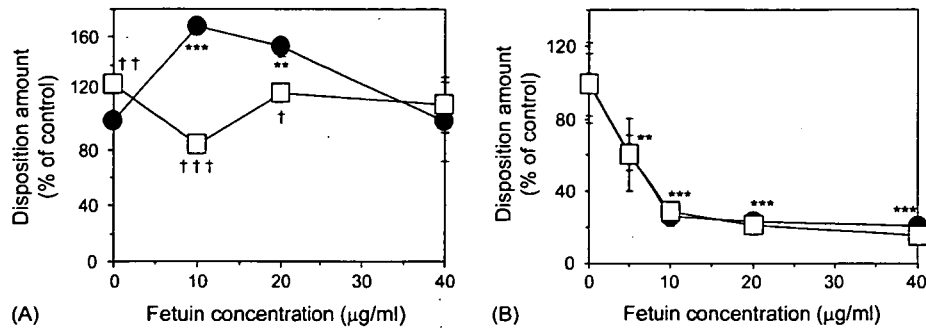 160
120
80
40
0
Disposition amount
(% of control)
† †
***
**
†
† † †
0 10 20 40
(A) Fetuin concentration (μg/ml)
120
80
40
0
Disposition amount
(% of control)
**
***
***
***
0 10 20 30 40
(B) Fetuin concentration (μg/ml)